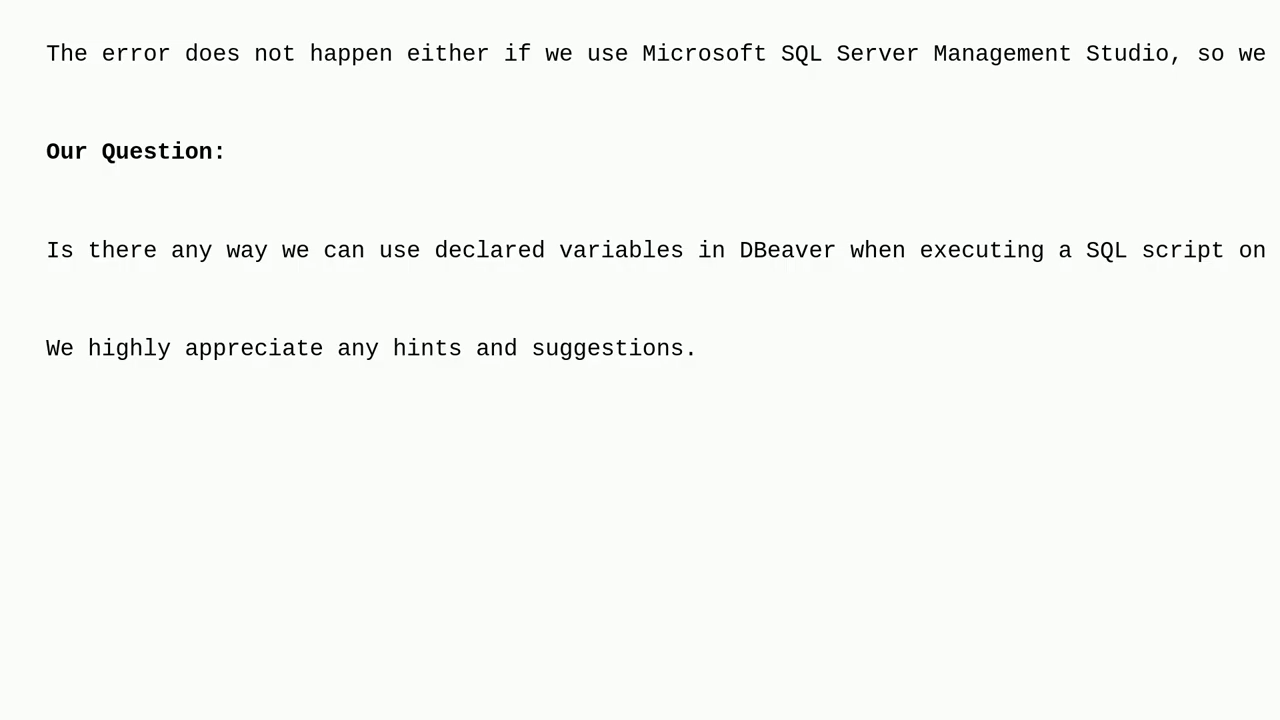 The error does not happen either if we use Microsoft SQL Server Management Studio, so we
Our Question:
Is there any way we can use declared variables in DBeaver when executing a SQL script on
We highly appreciate any hints and suggestions.